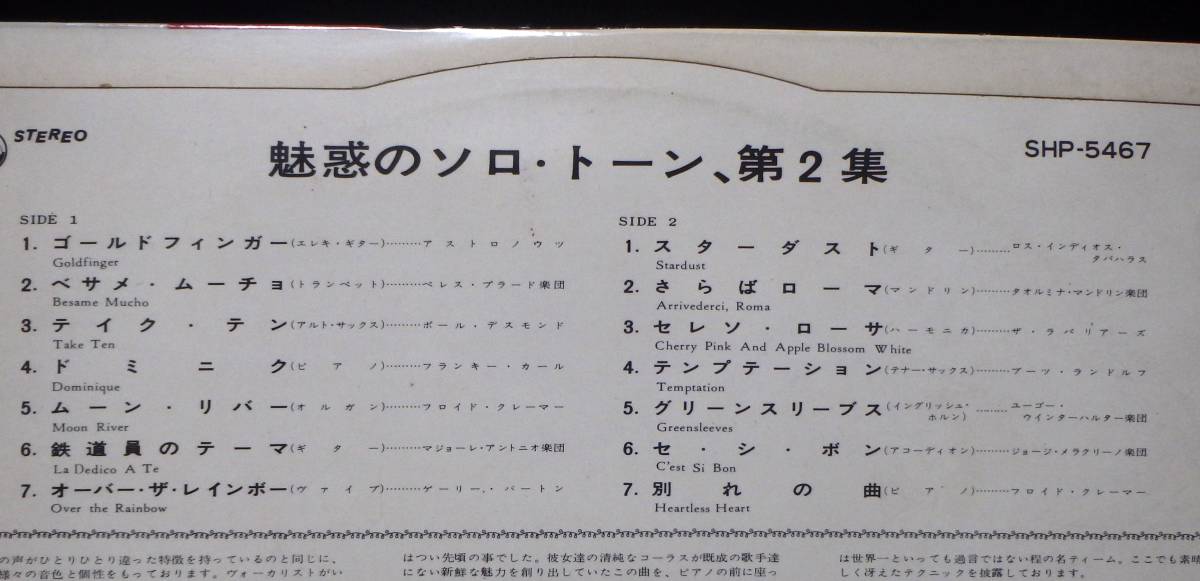 STEREO
魅惑のソロ・トーン、第2集
SHP-5467
SIDE 1
1. ゴールドフィンガー(エレキ・ギター)………アストロノウツ
Goldfinger
2. ベサメ・ムーチョ(トランペット)………ペレス・プラード楽団
Besame Mucho
3. テイク・テン(アルト・サックス)………ポール・デスモンド
Take Ten
4. ドミニク(ピアノ)………フランキー・カール
Dominique
5. ムーン・リバー(オルガン)………フロイド・クレーマー
Moon River
6. 鉄道員のテーマ(ギター)………マジョーレ・アントニオ楽団
La Dedico A Te
7. オーバー・ザ・レインボー(ヴァイブ)………ゲーリー・バートン
Over the Rainbow
SIDE 2
1. スターダスト(ギター)………ロス・インディオス・タバハラス
Stardust
2. さらばローマ(マンドリン)………タオルミナ・マンドリン楽団
Arrivederci, Roma
3. セレソ・ローサ(ハーモニカ)………ザ・ラバリアーズ
Cherry Pink And Apple Blossom White
4. テンプテーション(テナー・サックス)………ブーツ・ランドルフ
Temptation
5. グリーンスリーブス(イングリッシュ・ホルン)………ユーゴー・ウインターハルター楽団
Greensleeves
6. セ・シ・ボン(アコーディオン)………ジョージ・メラクリーノ楽団
C'est Si Bon
7. 別れの曲(ピアノ)………フロイド・クレーマー
Heartless Heart
の声がひとりひとり違った特徴を持っているのと同じに、
様々の音色と個性をもっております。ヴォーカリストがい
はつい先頃の事でした。彼女達の清純なコーラスが既成の歌手達
にない新鮮な魅力を創り出していたこの曲を、ピアノの前に座っ
は世界一といっても過言ではない程の名ティーム。ここでも素
しく冴えたテクニックを披露しております。